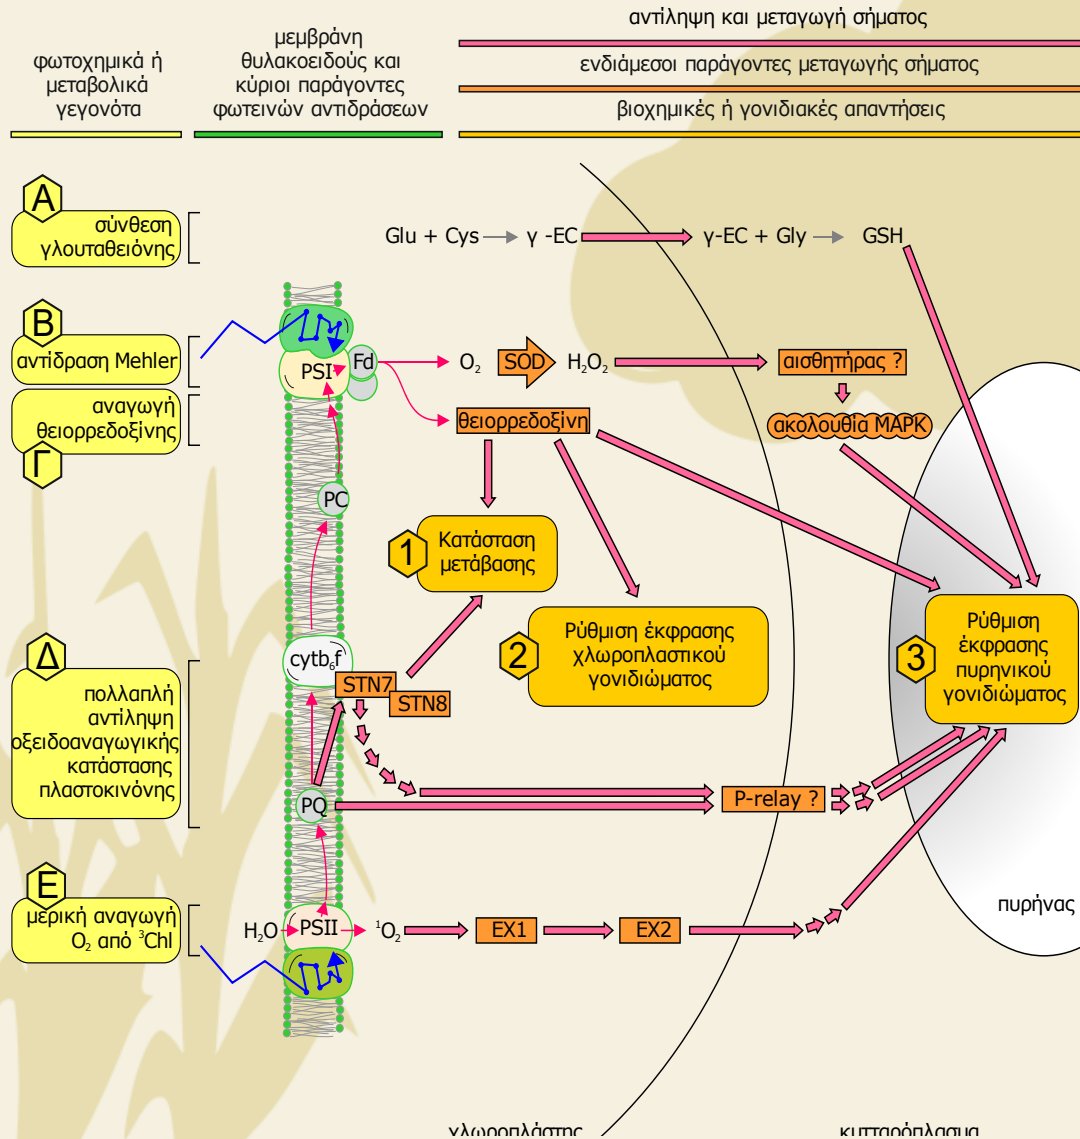 φωτοχημικά ή
μεταβολικά
γεγονότα
μεμβράνη
θυλακοειδούς και
κύριοι παράγοντες
φωτεινών αντιδράσεων
αντίληψη και μεταγωγή σήματος
ενδιάμεσοι παράγοντες μεταγωγής σήματος
βιοχημικές ή γονιδιακές απαντήσεις
Α
σύνθεση
γλουταθειόνης
Glu + Cys
γ -EC
γ-EC + Gly
GSH
Β
αντίδραση Mehler
PSI
Fd
O₂
SOD
H₂O₂
αισθητήρας ?
αναγωγή
θειορρεδοξίνης
Γ
θειορρεδοξίνη
ακολουθία MAPK
PC
1
Κατάσταση
μετάβασης
2
Ρύθμιση έκφρασης
χλωροπλαστικού
γονιδιώματος
3
Ρύθμιση
έκφρασης
πυρηνικού
γονιδιώματος
Δ
πολλαπλή
αντίληψη
οξειδοαναγωγικής
κατάστασης
πλαστοκινόνης
cytb₆f
STN7
STN8
PQ
P-relay ?
Ε
μερική αναγωγή
O₂ από ³Chl
H₂O
PSII
¹O₂
EX1
EX2
πυρήνας
χλωροπλάστης
κυτταρόπλασμα